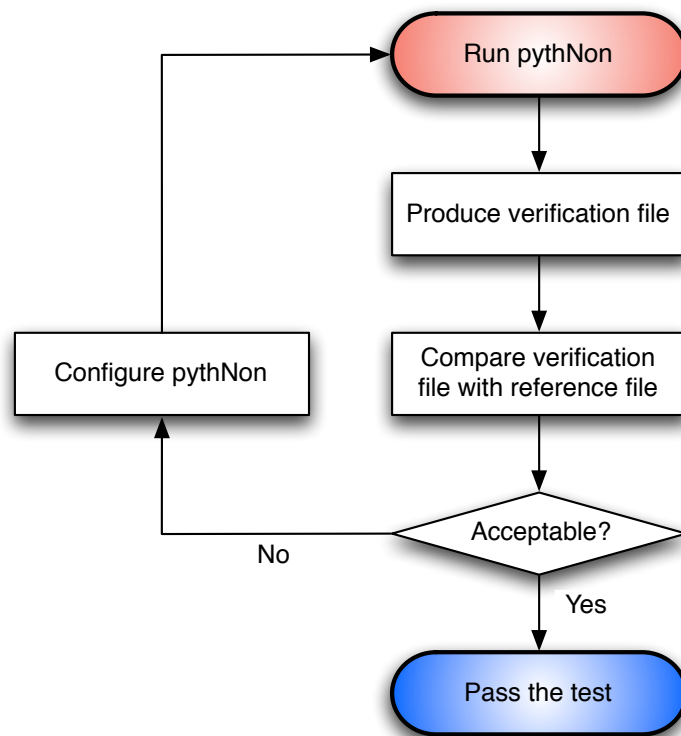 Run pythNon
Produce verification file
Compare verification
file with reference file
Configure pythNon
Acceptable?
No
Yes
Pass the test